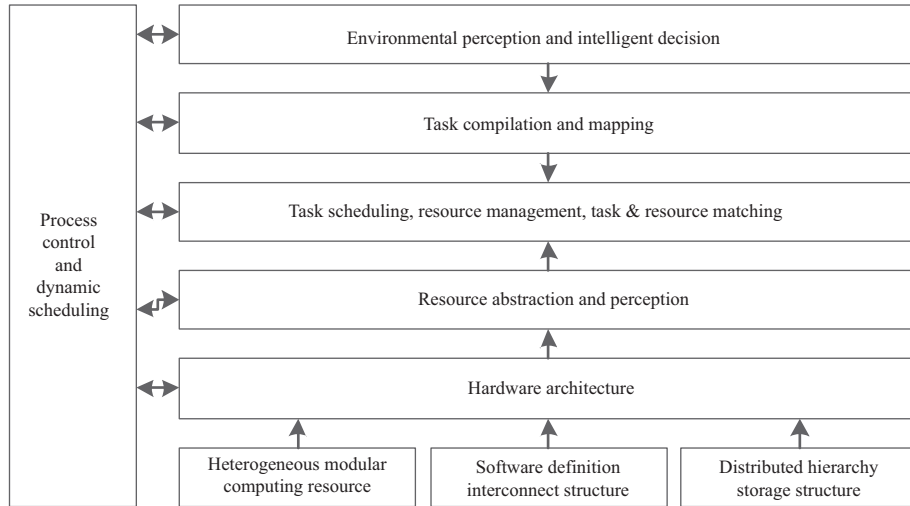 Environmental perception and intelligent decision
Task compilation and mapping
Task scheduling, resource management, task & resource matching
Process
control
and
dynamic
scheduling
Resource abstraction and perception
Hardware architecture
Heterogeneous modular
computing resource
Software definition
interconnect structure
Distributed hierarchy
storage structure